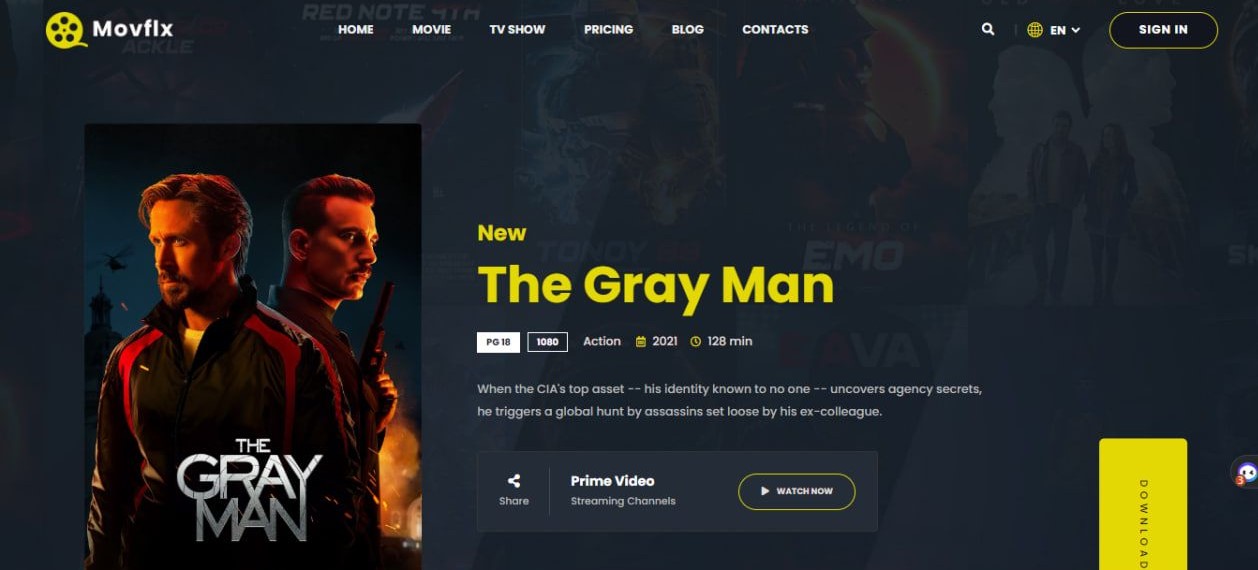 Movflx
HOME MOVIE TV SHOW PRICING BLOG CONTACTS
EN
SIGN IN
RED NOTE
ACKLE
TONOY
THE LEGEND OF
EMO
New
The Gray Man
PG 18 1080 Action 2021 128 min
When the CIA's top asset -- his identity known to no one -- uncovers agency secrets,
he triggers a global hunt by assassins set loose by his ex-colleague.
Share
Prime Video
Streaming Channels
WATCH NOW
THE
GRAY
MAN
DOWNLOAD
3